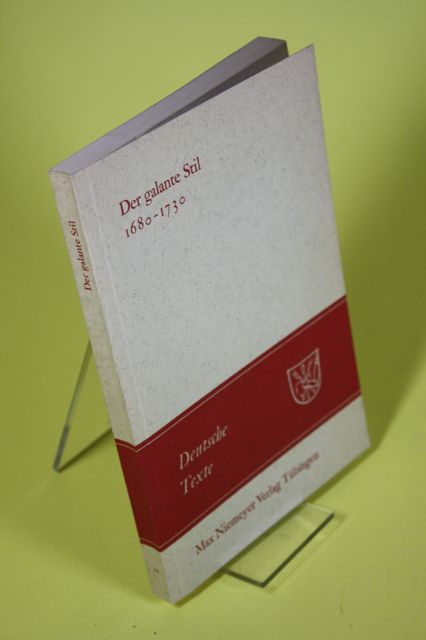 Der galante Stil
1680-1730
Der galante Stil
Deutsche
Texte
Max Niemeyer Verlag Tübingen